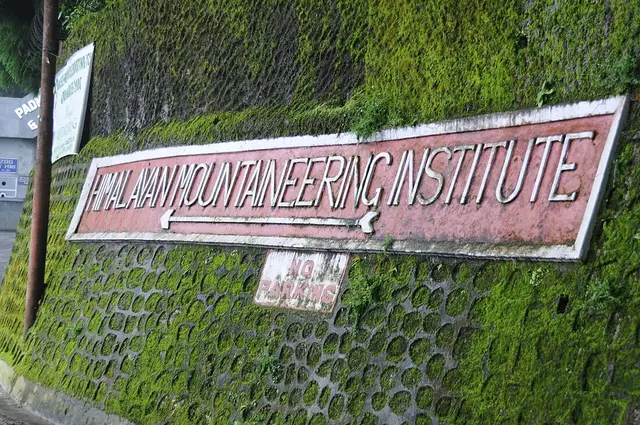 HIMALAYAN MOUNTAINEERING INSTITUTE
NO
PARKING